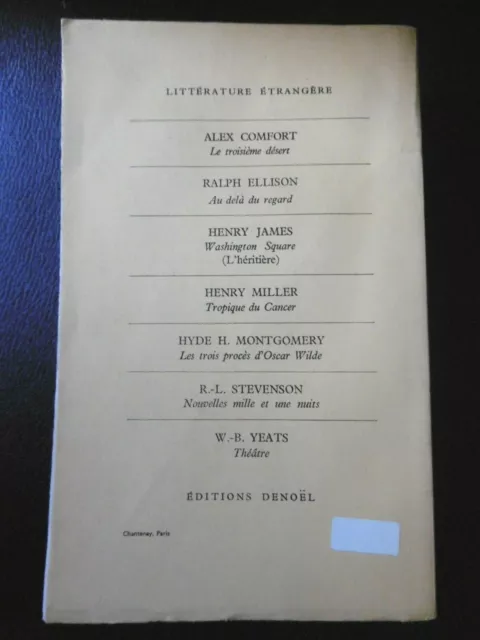 LITTÉRATURE ÉTRANGÈRE
ALEX COMFORT
Le troisième désert
RALPH ELLISON
Au delà du regard
HENRY JAMES
Washington Square
(L'héritière)
HENRY MILLER
Tropique du Cancer
HYDE H. MONTGOMERY
Les trois procès d'Oscar Wilde
R.-L. STEVENSON
Nouvelles mille et une nuits
W.-B. YEATS
Théâtre
ÉDITIONS DENOËL
Chantenay, Paris